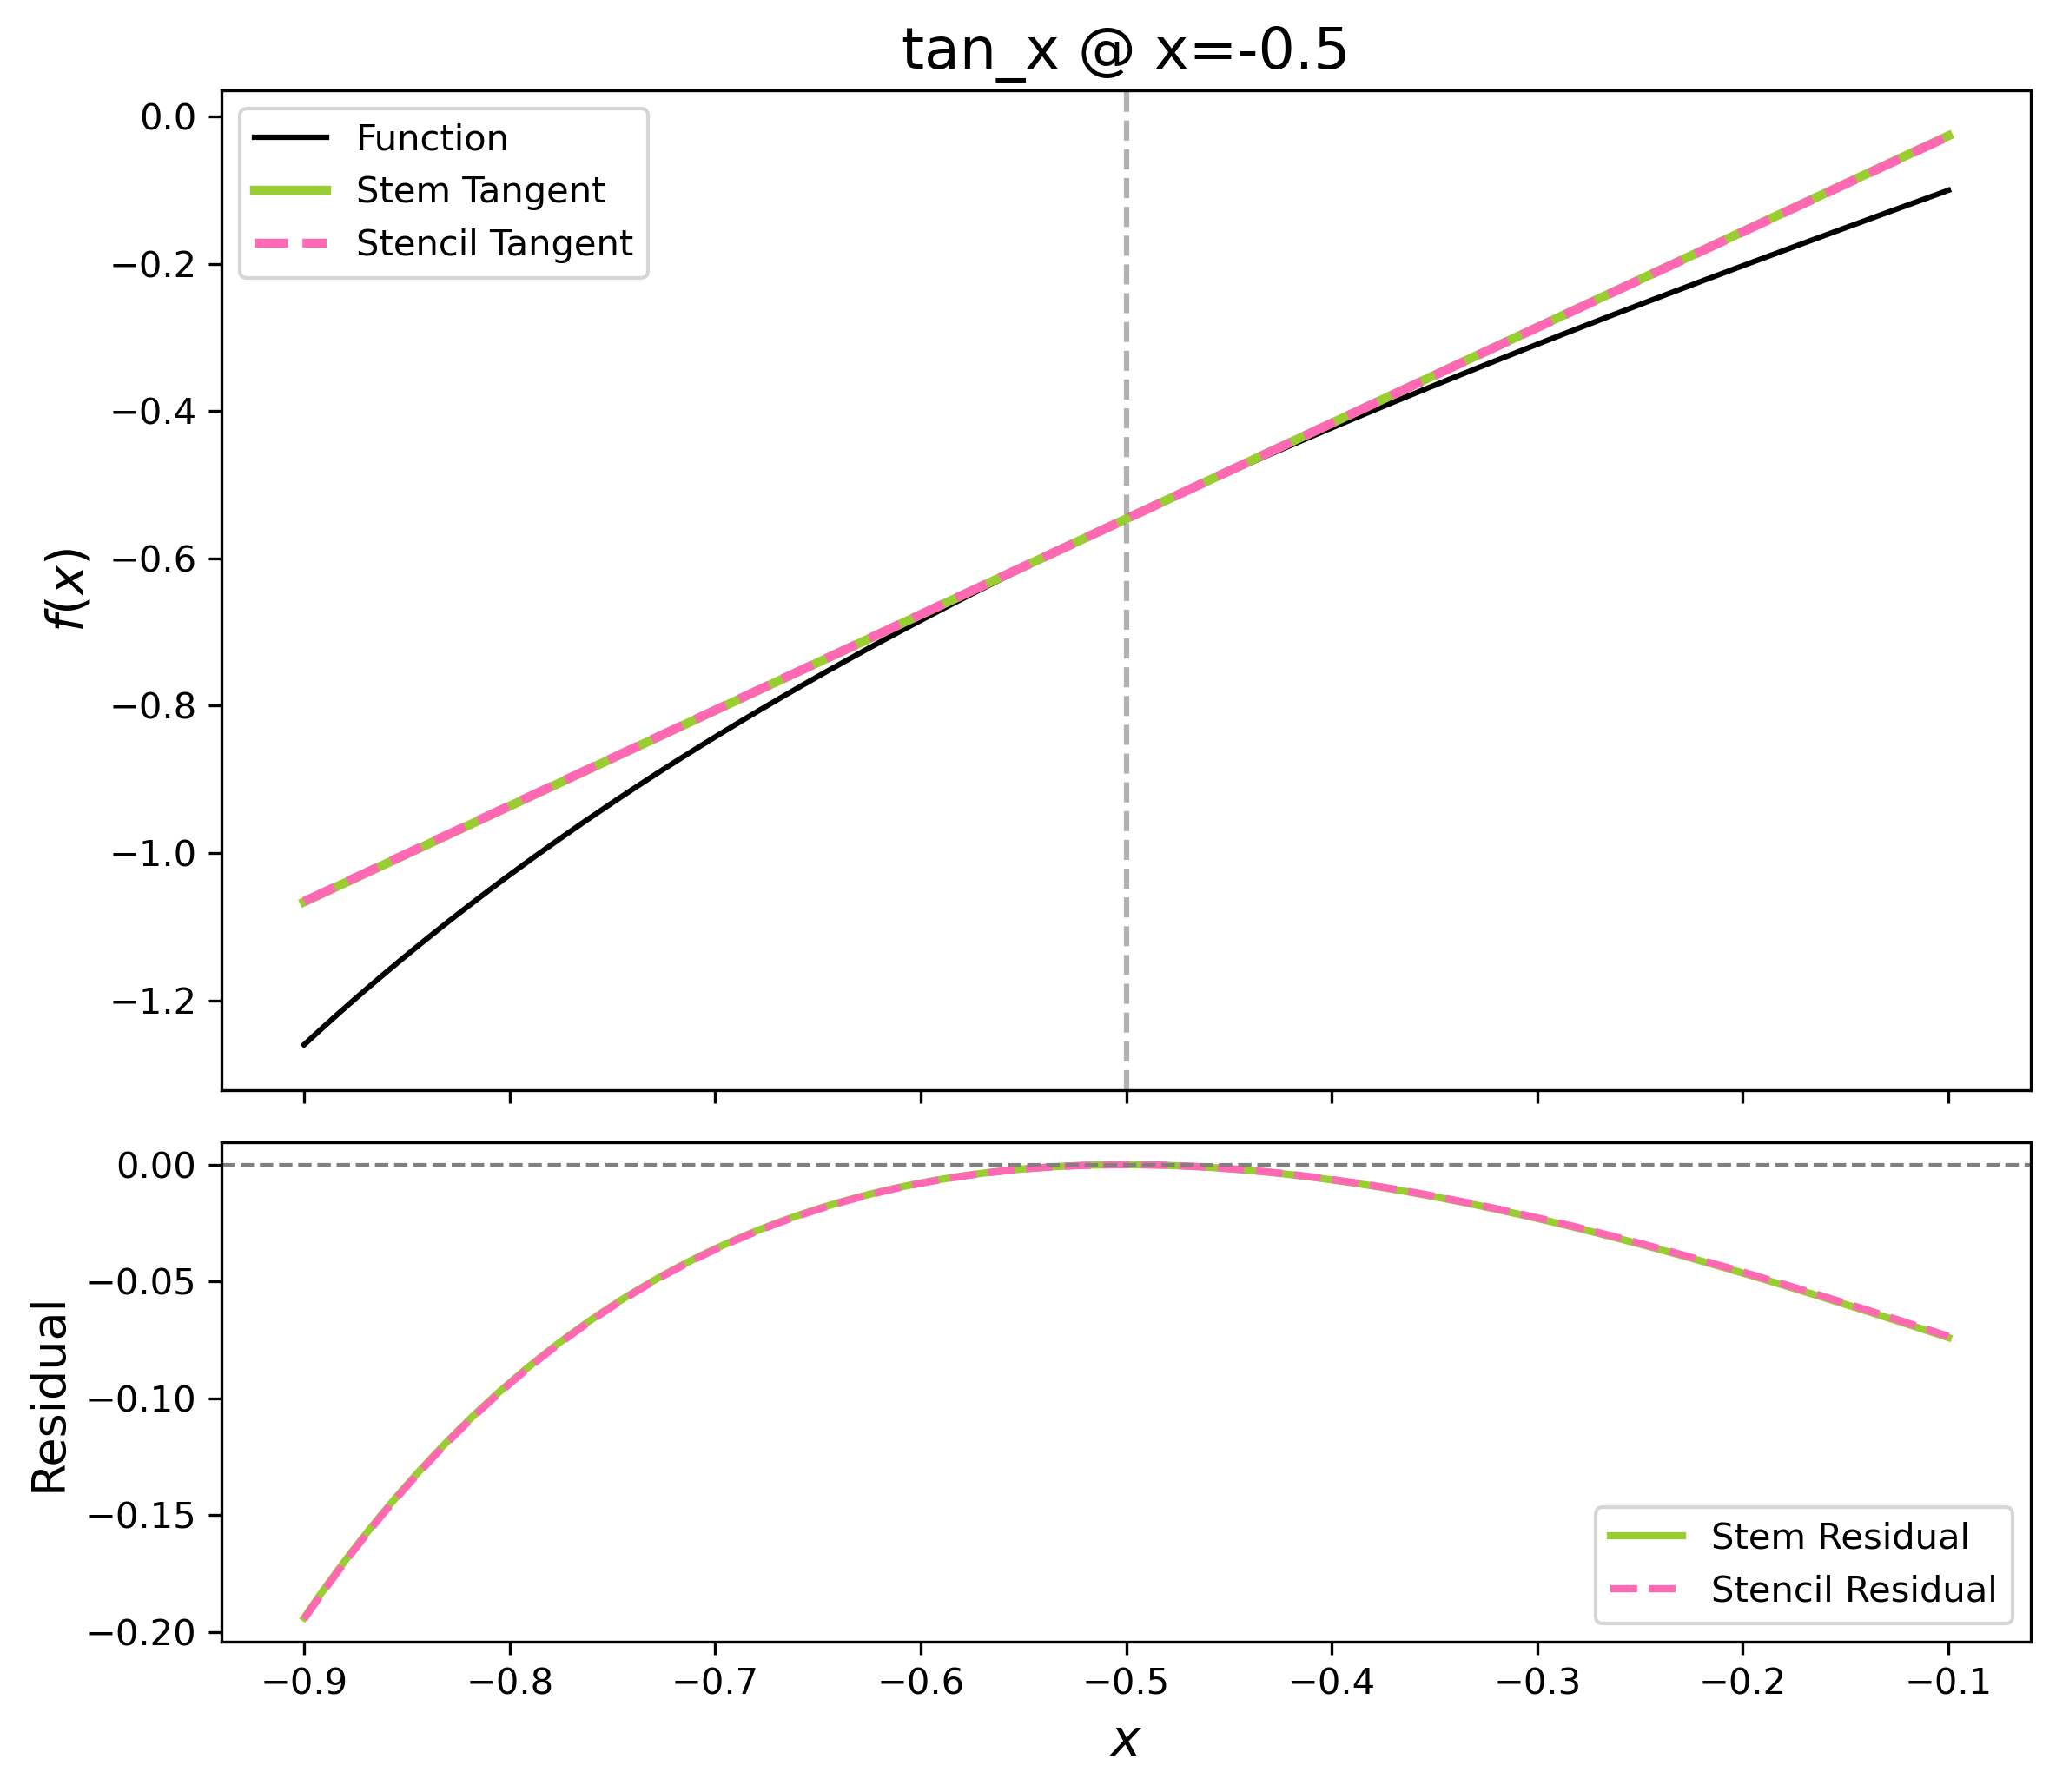 tan_x @ x=-0.5
Function
Stem Tangent
Stencil Tangent
0.0
−0.2
−0.4
−0.6
−0.8
−1.0
−1.2
f(x)
0.00
−0.05
−0.10
−0.15
−0.20
Residual
Stem Residual
Stencil Residual
−0.9 −0.8 −0.7 −0.6 −0.5 −0.4 −0.3 −0.2 −0.1
x